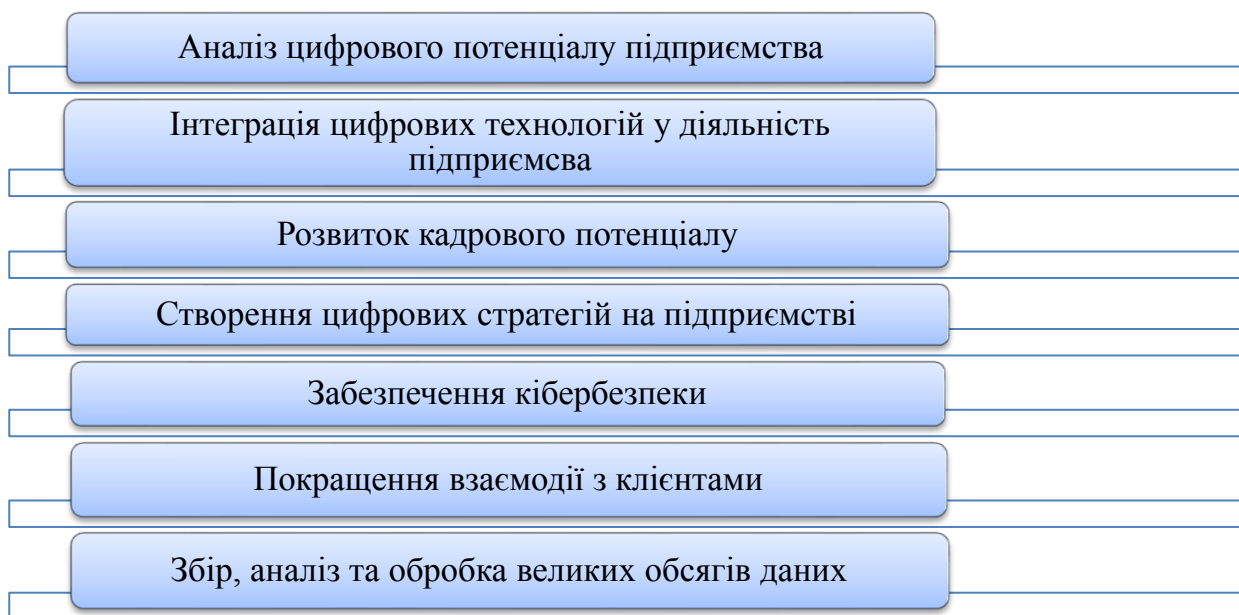 Аналіз цифрового потенціалу підприємства
Інтеграція цифрових технологій у діяльність
підприємсва
Розвиток кадрового потенціалу
Створення цифрових стратегій на підприємстві
Забезпечення кібербезпеки
Покращення взаємодії з клієнтами
Збір, аналіз та обробка великих обсягів даних